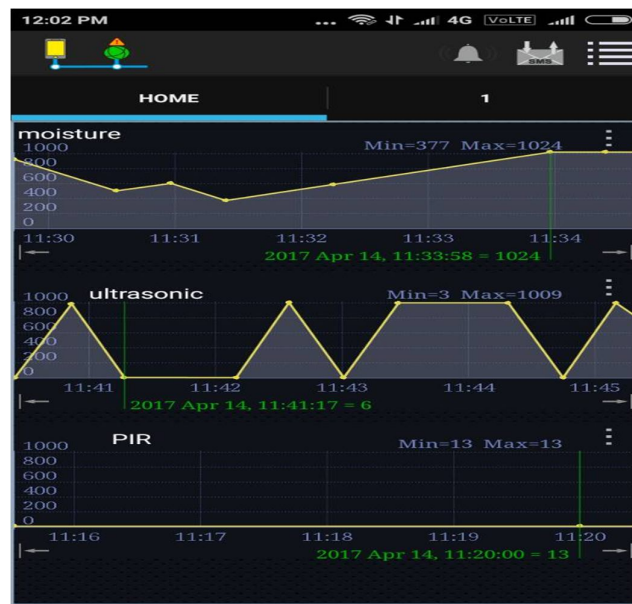 12:02 PM ... 4G VoLTE
SMS
HOME 1
moisture
Min=377 Max=1024
1000
800
600
400
200
0
11:30 11:31 11:32 11:33 11:34
2017 Apr 14, 11:33:58 = 1024
ultrasonic
Min=3 Max=1009
1000
800
600
400
200
0
11:41 11:42 11:43 11:44 11:45
2017 Apr 14, 11:41:17 = 6
PIR
Min=13 Max=13
1000
800
600
400
200
0
11:16 11:17 11:18 11:19 11:20
2017 Apr 14, 11:20:00 = 13